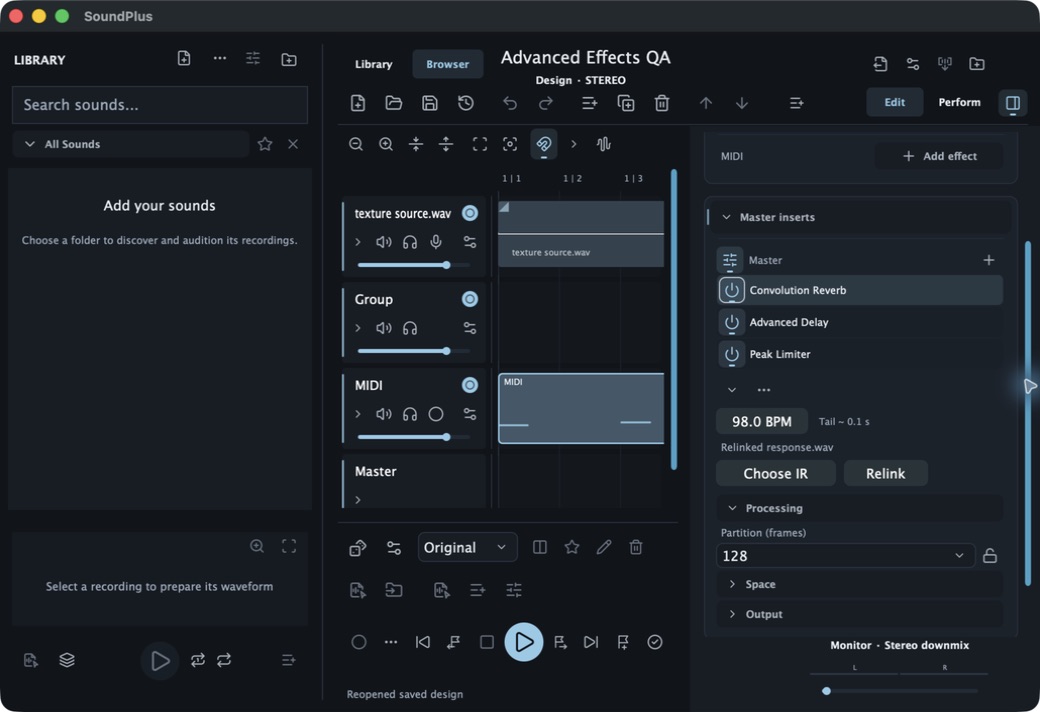 SoundPlus
LIBRARY
Search sounds...
All Sounds
Add your sounds
Choose a folder to discover and audition its recordings.
Select a recording to prepare its waveform
Library
Browser
Advanced Effects QA
Design · STEREO
Edit
Perform
1 | 1
1 | 2
1 | 3
texture source.wav
texture source.wav
Group
MIDI
MIDI
Master
Original
Reopened saved design
MIDI
Add effect
Master inserts
Master
Convolution Reverb
Advanced Delay
Peak Limiter
98.0 BPM
Tail ~ 0.1 s
Relinked response.wav
Choose IR
Relink
Processing
Partition (frames)
128
Space
Output
Monitor · Stereo downmix
L
R